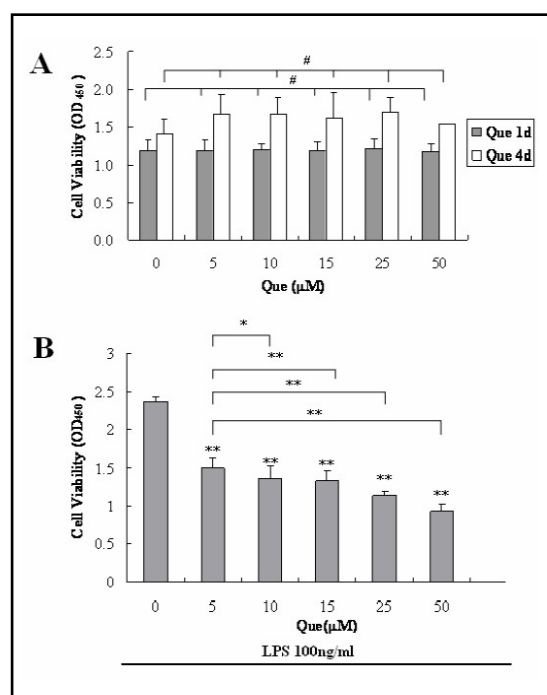 A
#
#
Cell Viability (OD 450)
2.5
2.0
1.5
1.0
0.5
0.0
Que 1d
Que 4d
0 5 10 15 25 50
Que (μM)
B
*
**
**
**
Cell Viability (OD450)
3
2.5
2
1.5
1
0.5
0
** ** ** ** **
0 5 10 15 25 50
Que(μM)
LPS 100ng/ml